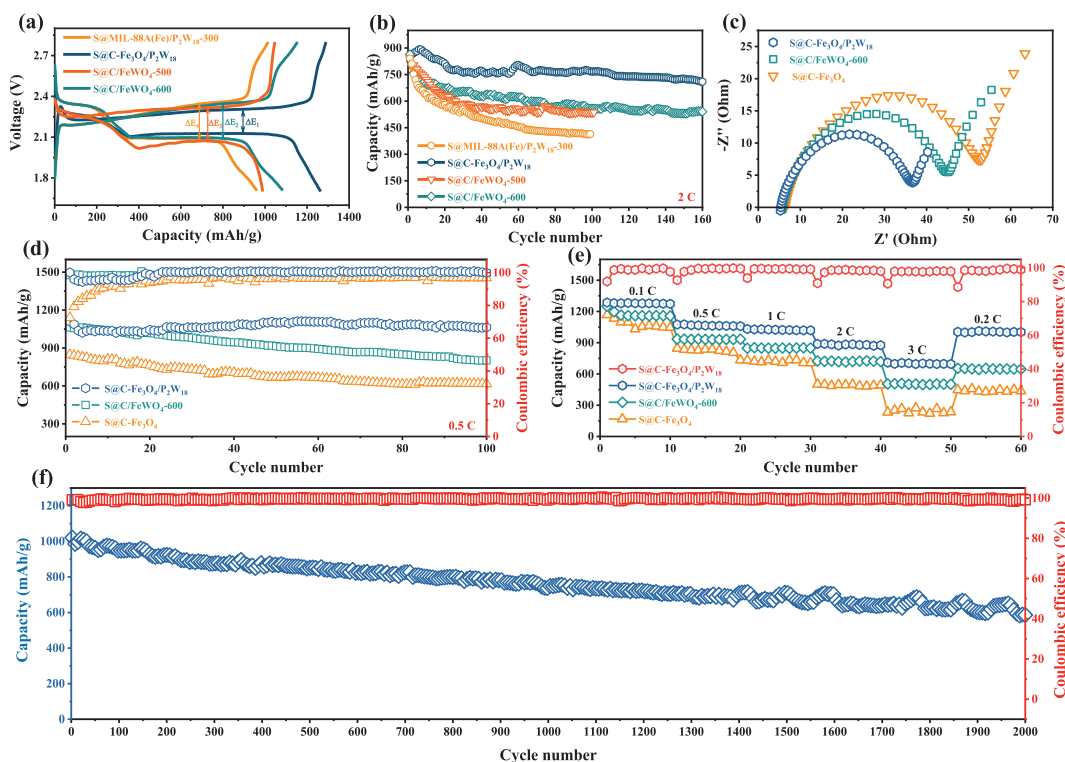 (a)
Voltage (V)
2.7
2.4
2.1
1.8
S@MIL-88A(Fe)/P₂W₁₈-300
S@C-Fe₃O₄/P₂W₁₈
S@C/FeWO₄-500
S@C/FeWO₄-600
ΔE₄ ΔE₃ ΔE₂ ΔE₁
0 200 400 600 800 1000 1200 1400
Capacity (mAh/g)
(b)
Capacity (mAh/g)
900
750
600
450
300
150
0
S@MIL-88A(Fe)/P₂W₁₈-300
S@C-Fe₃O₄/P₂W₁₈
S@C/FeWO₄-500
S@C/FeWO₄-600
2 C
0 20 40 60 80 100 120 140 160
Cycle number
(c)
-Z'' (Ohm)
-25
-20
-15
-10
-5
0
S@C-Fe₃O₄/P₂W₁₈
S@C/FeWO₄-600
S@C-Fe₃O₄
0 10 20 30 40 50 60 70
Z' (Ohm)
(d)
Capacity (mAh/g)
1500
1200
900
600
300
S@C-Fe₃O₄/P₂W₁₈
S@C/FeWO₄-600
S@C-Fe₃O₄
0.5 C
100
80
60
40
20
0
Coulombic efficiency (%)
0 20 40 60 80 100
Cycle number
(e)
Capacity (mAh/g)
1500
1200
900
600
300
0
0.1 C
0.5 C
1 C
2 C
3 C
0.2 C
S@C-Fe₃O₄/P₂W₁₈
S@C-Fe₃O₄/P₂W₁₈
S@C/FeWO₄-600
S@C-Fe₃O₄
100
80
60
40
20
0
Coulombic efficiency (%)
0 10 20 30 40 50 60
Cycle number
(f)
Capacity (mAh/g)
1200
1000
800
600
400
200
0
100
80
60
40
20
0
Coulombic efficiency (%)
0 100 200 300 400 500 600 700 800 900 1000 1100 1200 1300 1400 1500 1600 1700 1800 1900 2000
Cycle number